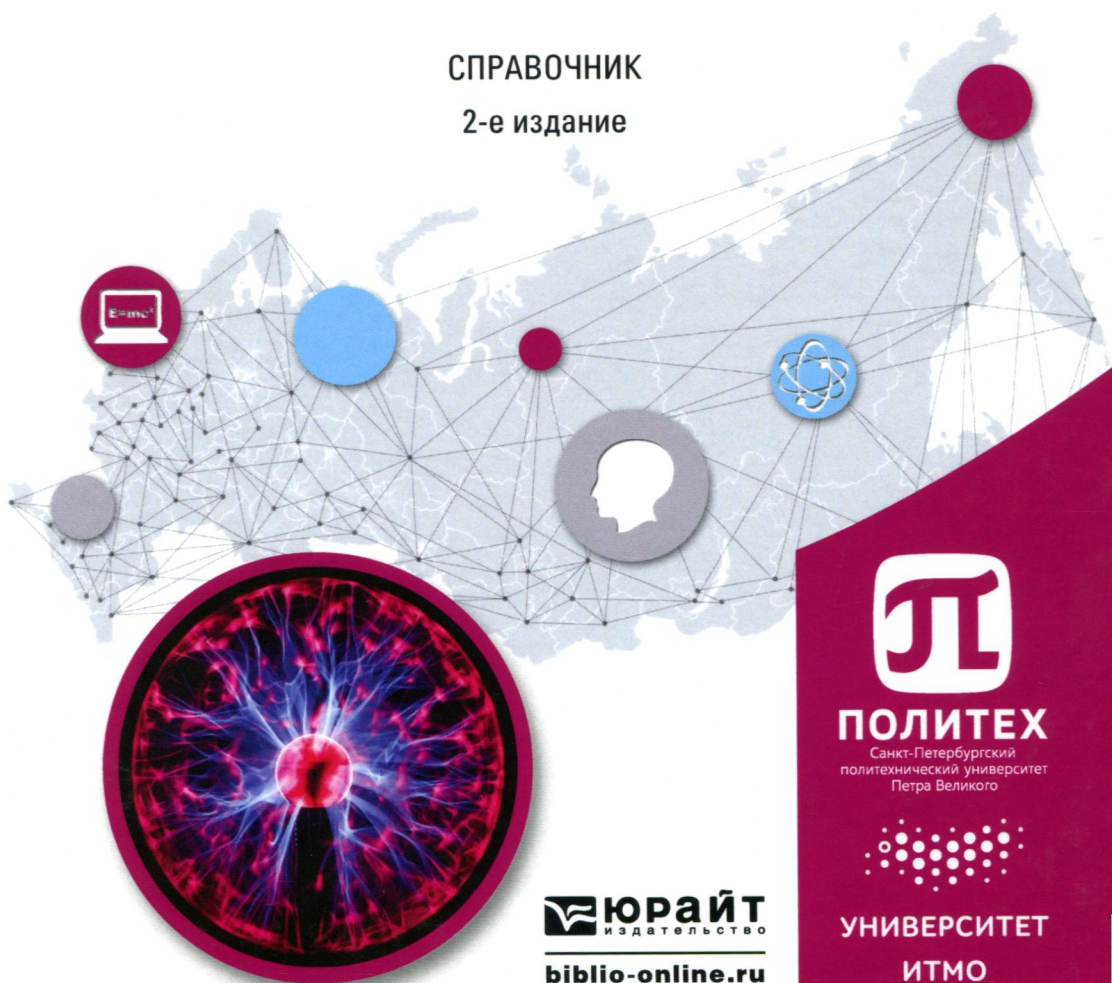 СПРАВОЧНИК
2-е издание
E=mc²
π
ПОЛИТЕХ
Санкт-Петербургский
политехнический университет
Петра Великого
ЮРАЙТ
ИЗДАТЕЛЬСТВО
biblio-online.ru
УНИВЕРСИТЕТ
ИТМО